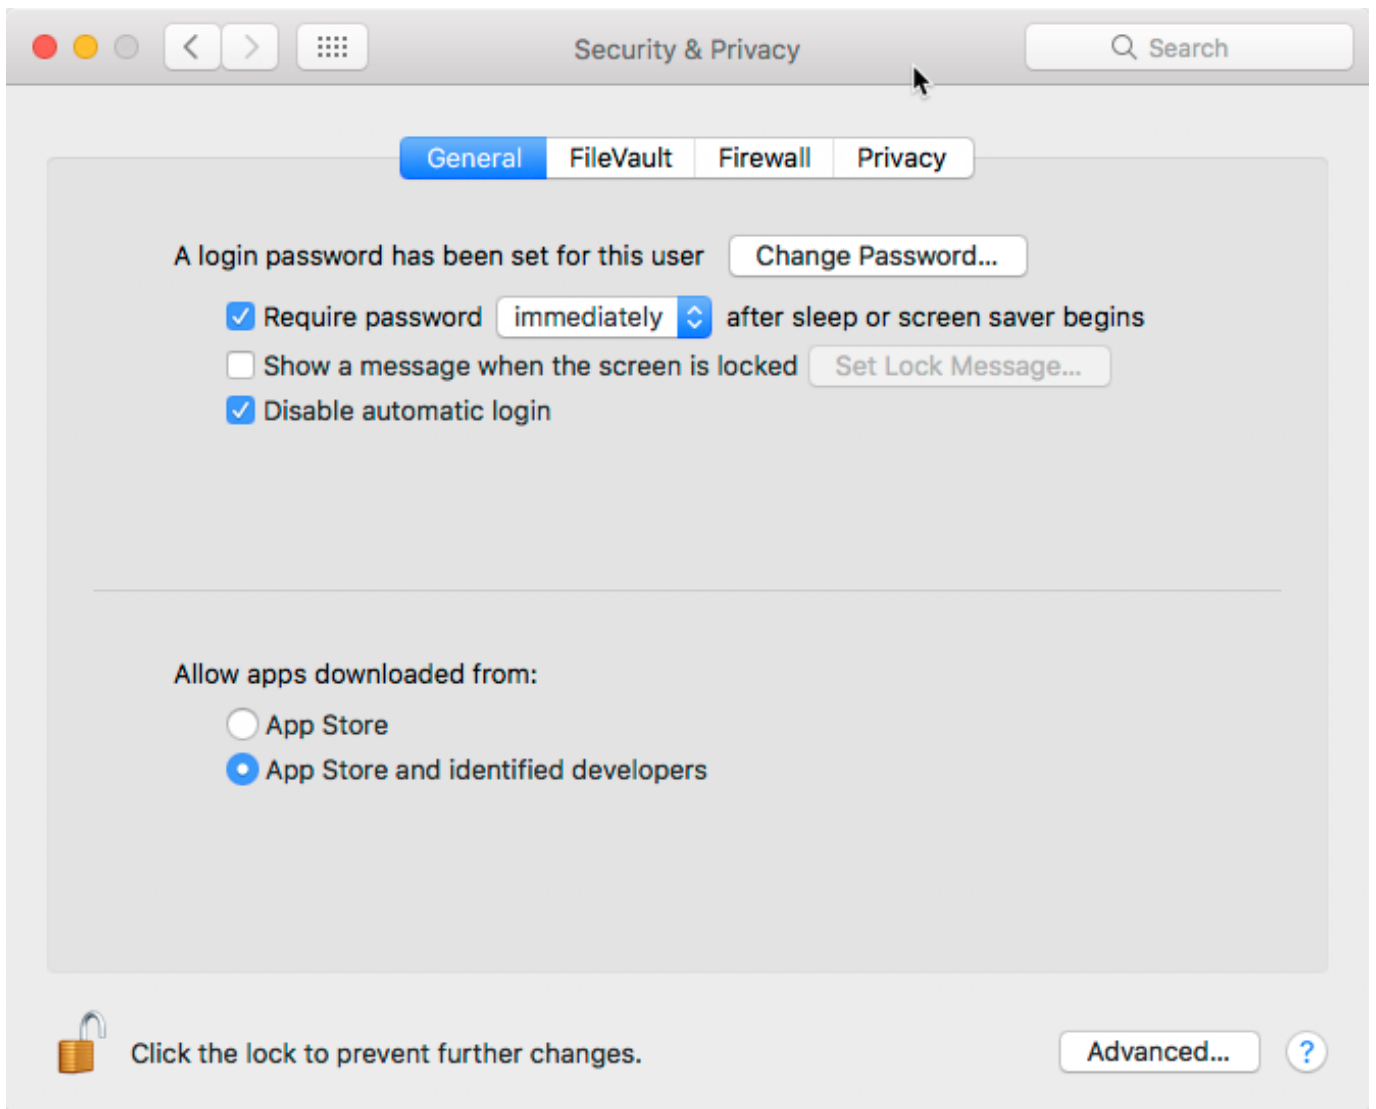 Security & Privacy
Search
General FileVault Firewall Privacy
A login password has been set for this user Change Password...
Require password immediately after sleep or screen saver begins
Show a message when the screen is locked Set Lock Message...
Disable automatic login
Allow apps downloaded from:
App Store
App Store and identified developers
Click the lock to prevent further changes. Advanced... ?